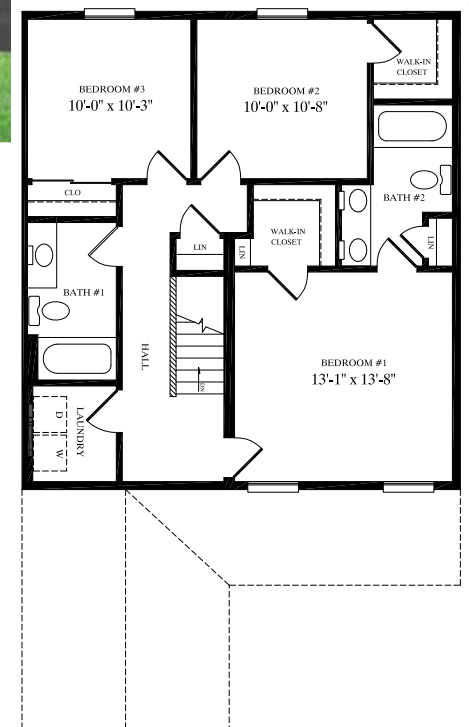 BEDROOM #3
10'-0" x 10'-3"
BEDROOM #2
10'-0" x 10'-8"
WALK-IN
CLOSET
CLO
BATH #2
LIN
WALK-IN
CLOSET
LIN
LIN
BATH #1
HALL
BEDROOM #1
13'-1" x 13'-8"
DN
D
W
LAUNDRY